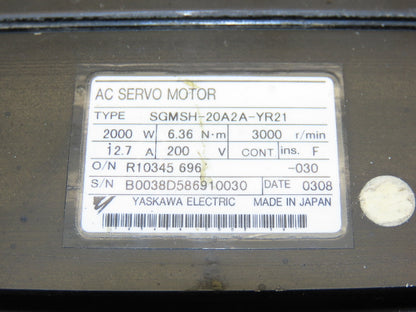 AC SERVO MOTOR
TYPE SGMSH-20A2A-YR21
2000 W 6.36 N·m 3000 r/min
12.7 A 200 V CONT ins. F
O/N R10345 696 -030
S/N B0038D586910030 DATE 0308
YASKAWA ELECTRIC MADE IN JAPAN